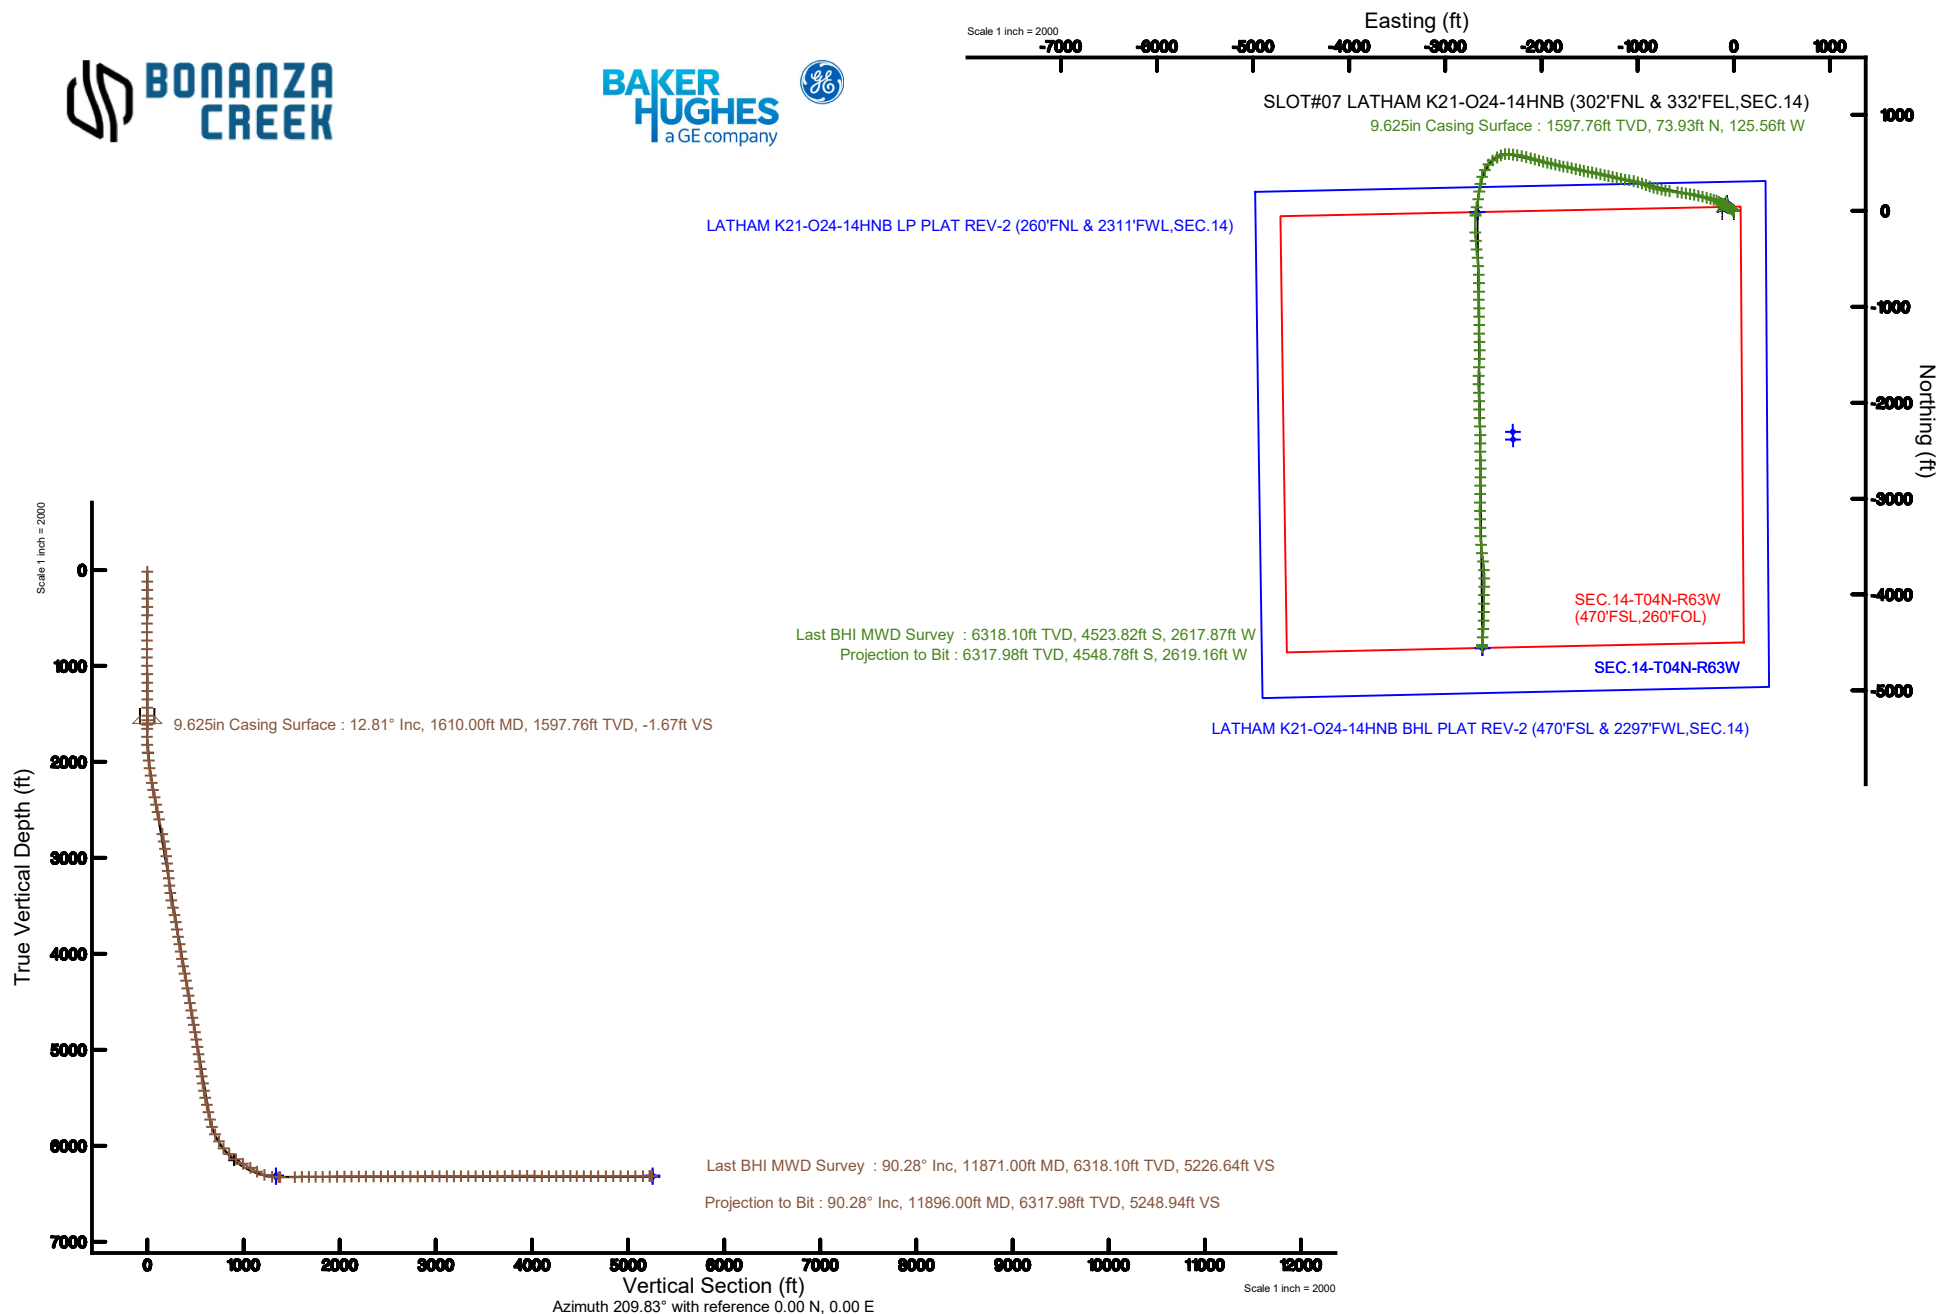 BONANZA
CREEK
BAKER
HUGHES
a GE company
Scale 1 inch = 2000
Easting (ft)
-7000 -6000 -5000 -4000 -3000 -2000 -1000 0 1000
SLOT#07 LATHAM K21-O24-14HNB (302'FNL & 332'FEL,SEC.14)
9.625in Casing Surface : 1597.76ft TVD, 73.93ft N, 125.56ft W
LATHAM K21-O24-14HNB LP PLAT REV-2 (260'FNL & 2311'FWL,SEC.14)
1000
0
-1000
-2000
-3000
-4000
-5000
Northing (ft)
SEC.14-T04N-R63W
(470'FSL,260'FOL)
Last BHI MWD Survey : 6318.10ft TVD, 4523.82ft S, 2617.87ft W
Projection to Bit : 6317.98ft TVD, 4548.78ft S, 2619.16ft W
SEC.14-T04N-R63W
LATHAM K21-O24-14HNB BHL PLAT REV-2 (470'FSL & 2297'FWL,SEC.14)
Scale 1 inch = 2000
True Vertical Depth (ft)
0
1000
2000
3000
4000
5000
6000
7000
9.625in Casing Surface : 12.81° Inc, 1610.00ft MD, 1597.76ft TVD, -1.67ft VS
Last BHI MWD Survey : 90.28° Inc, 11871.00ft MD, 6318.10ft TVD, 5226.64ft VS
Projection to Bit : 90.28° Inc, 11896.00ft MD, 6317.98ft TVD, 5248.94ft VS
0 1000 2000 3000 4000 5000 6000 7000 8000 9000 10000 11000 12000
Vertical Section (ft)
Scale 1 inch = 2000
Azimuth 209.83° with reference 0.00 N, 0.00 E